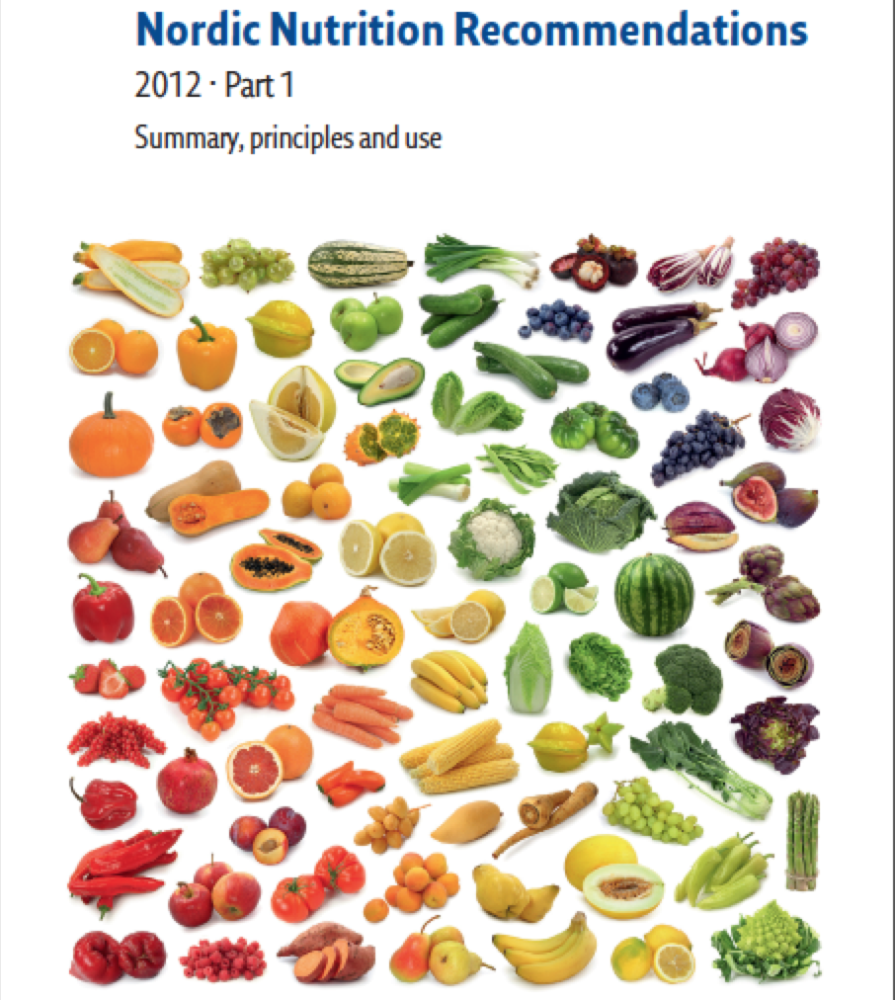 Nordic Nutrition Recommendations
2012 · Part 1
Summary, principles and use